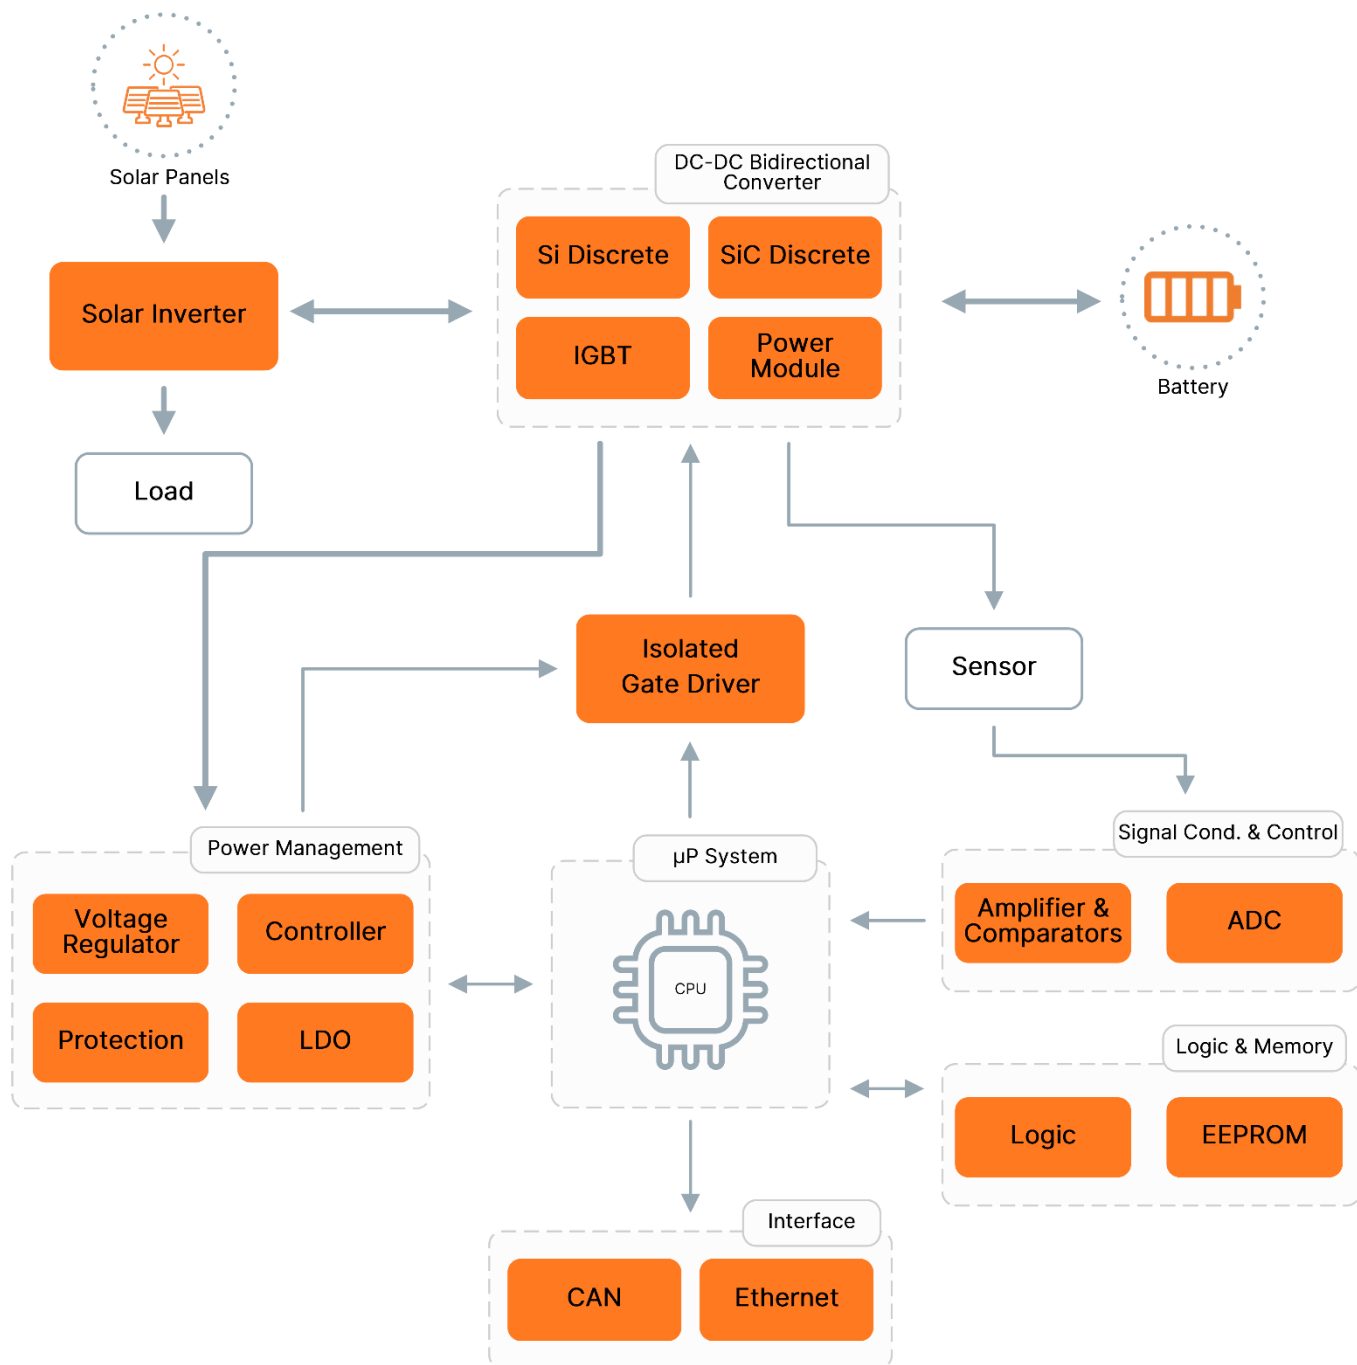 Solar Panels
DC-DC Bidirectional
Converter
Si Discrete
SiC Discrete
Solar Inverter
IGBT
Power
Module
Battery
Load
Isolated
Gate Driver
Sensor
Signal Cond. & Control
Power Management
µP System
Voltage
Regulator
Controller
Amplifier &
Comparators
ADC
CPU
Protection
LDO
Logic & Memory
Logic
EEPROM
Interface
CAN
Ethernet